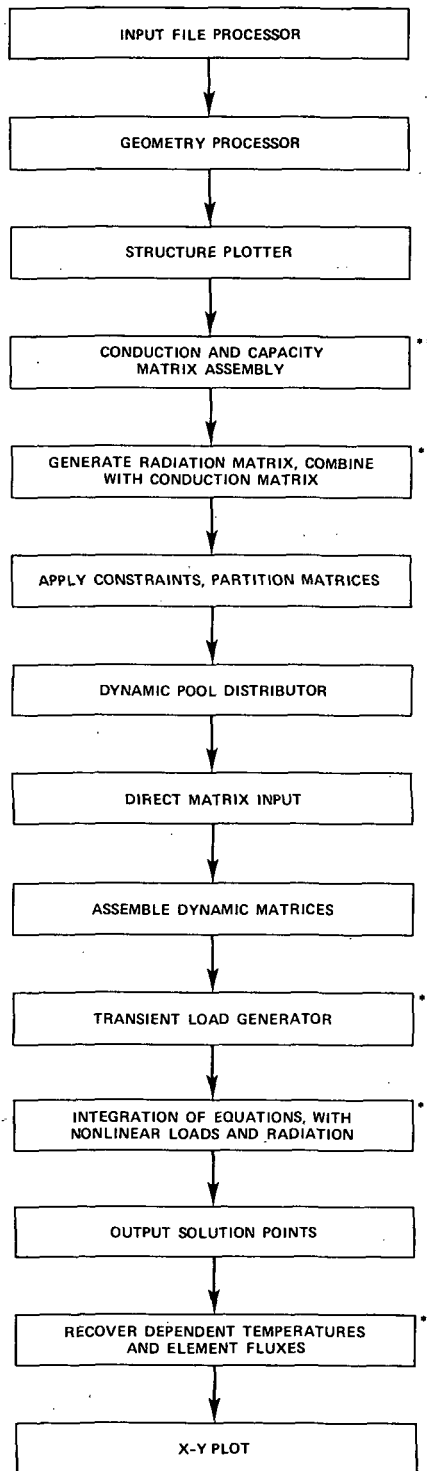 INPUT FILE PROCESSOR
GEOMETRY PROCESSOR
STRUCTURE PLOTTER
CONDUCTION AND CAPACITY *
MATRIX ASSEMBLY
GENERATE RADIATION MATRIX, COMBINE *
WITH CONDUCTION MATRIX
APPLY CONSTRAINTS, PARTITION MATRICES
DYNAMIC POOL DISTRIBUTOR
DIRECT MATRIX INPUT
ASSEMBLE DYNAMIC MATRICES
TRANSIENT LOAD GENERATOR *
INTEGRATION OF EQUATIONS, WITH *
NONLINEAR LOADS AND RADIATION
OUTPUT SOLUTION POINTS
RECOVER DEPENDENT TEMPERATURES *
AND ELEMENT FLUXES
X-Y PLOT